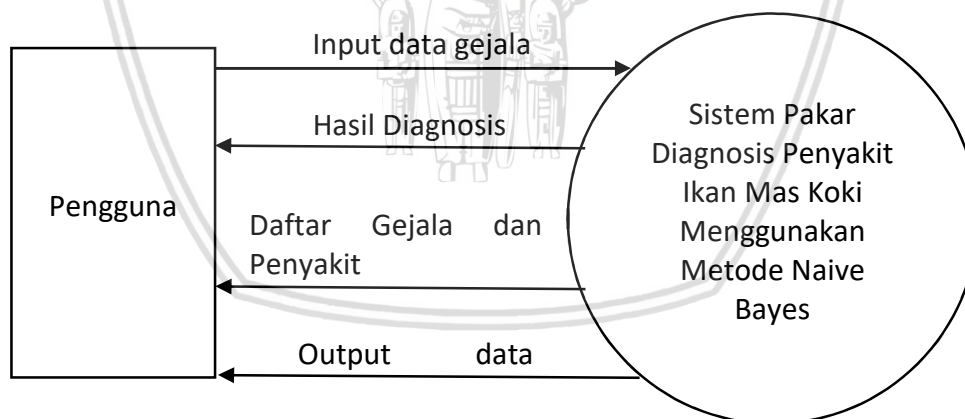 Pengguna
Input data gejala
Hasil Diagnosis
Daftar Gejala dan
Penyakit
Output data
Sistem Pakar
Diagnosis Penyakit
Ikan Mas Koki
Menggunakan
Metode Naive
Bayes